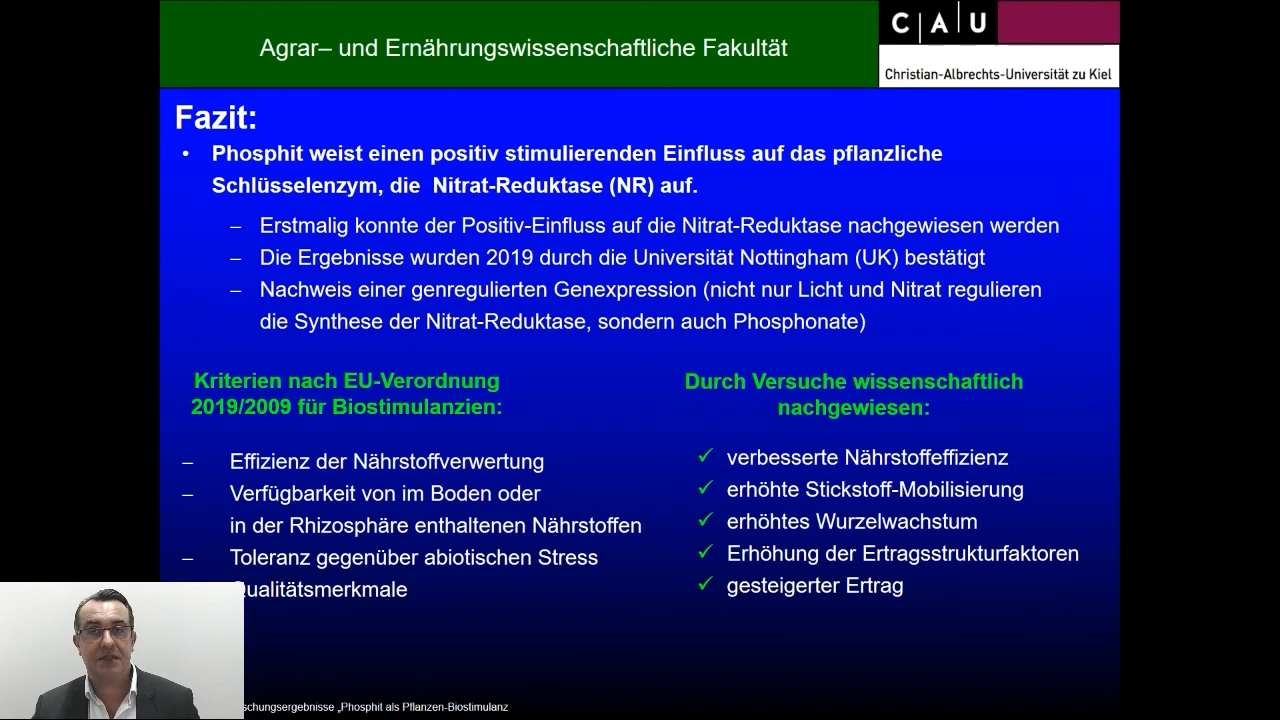 Agrar– und Ernährungswissenschaftliche Fakultät
C A U
Christian-Albrechts-Universität zu Kiel
Fazit:
• Phosphit weist einen positiv stimulierenden Einfluss auf das pflanzliche
Schlüsselenzym, die Nitrat-Reduktase (NR) auf.
– Erstmalig konnte der Positiv-Einfluss auf die Nitrat-Reduktase nachgewiesen werden
– Die Ergebnisse wurden 2019 durch die Universität Nottingham (UK) bestätigt
– Nachweis einer genregulierten Genexpression (nicht nur Licht und Nitrat regulieren
die Synthese der Nitrat-Reduktase, sondern auch Phosphonate)
Kriterien nach EU-Verordnung
2019/2009 für Biostimulanzien:
– Effizienz der Nährstoffverwertung
– Verfügbarkeit von im Boden oder
in der Rhizosphäre enthaltenen Nährstoffen
– Toleranz gegenüber abiotischen Stress
Qualitätsmerkmale
Durch Versuche wissenschaftlich
nachgewiesen:
✓ verbesserte Nährstoffeffizienz
✓ erhöhte Stickstoff-Mobilisierung
✓ erhöhtes Wurzelwachstum
✓ Erhöhung der Ertragsstrukturfaktoren
✓ gesteigerter Ertrag
schungsergebnisse „Phosphit als Pflanzen-Biostimulanz